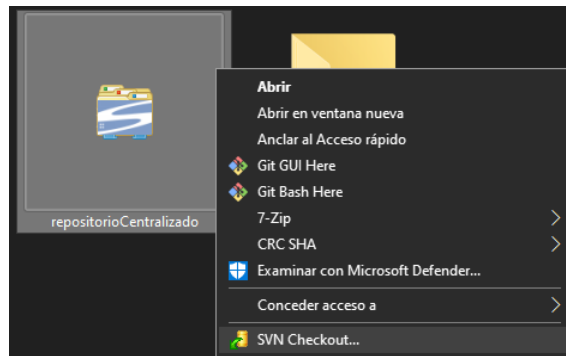 Abrir
Abrir en ventana nueva
Anclar al Acceso rápido
Git GUI Here
Git Bash Here
7-Zip
CRC SHA
Examinar con Microsoft Defender...
Conceder acceso a
SVN Checkout...
repositorioCentralizado